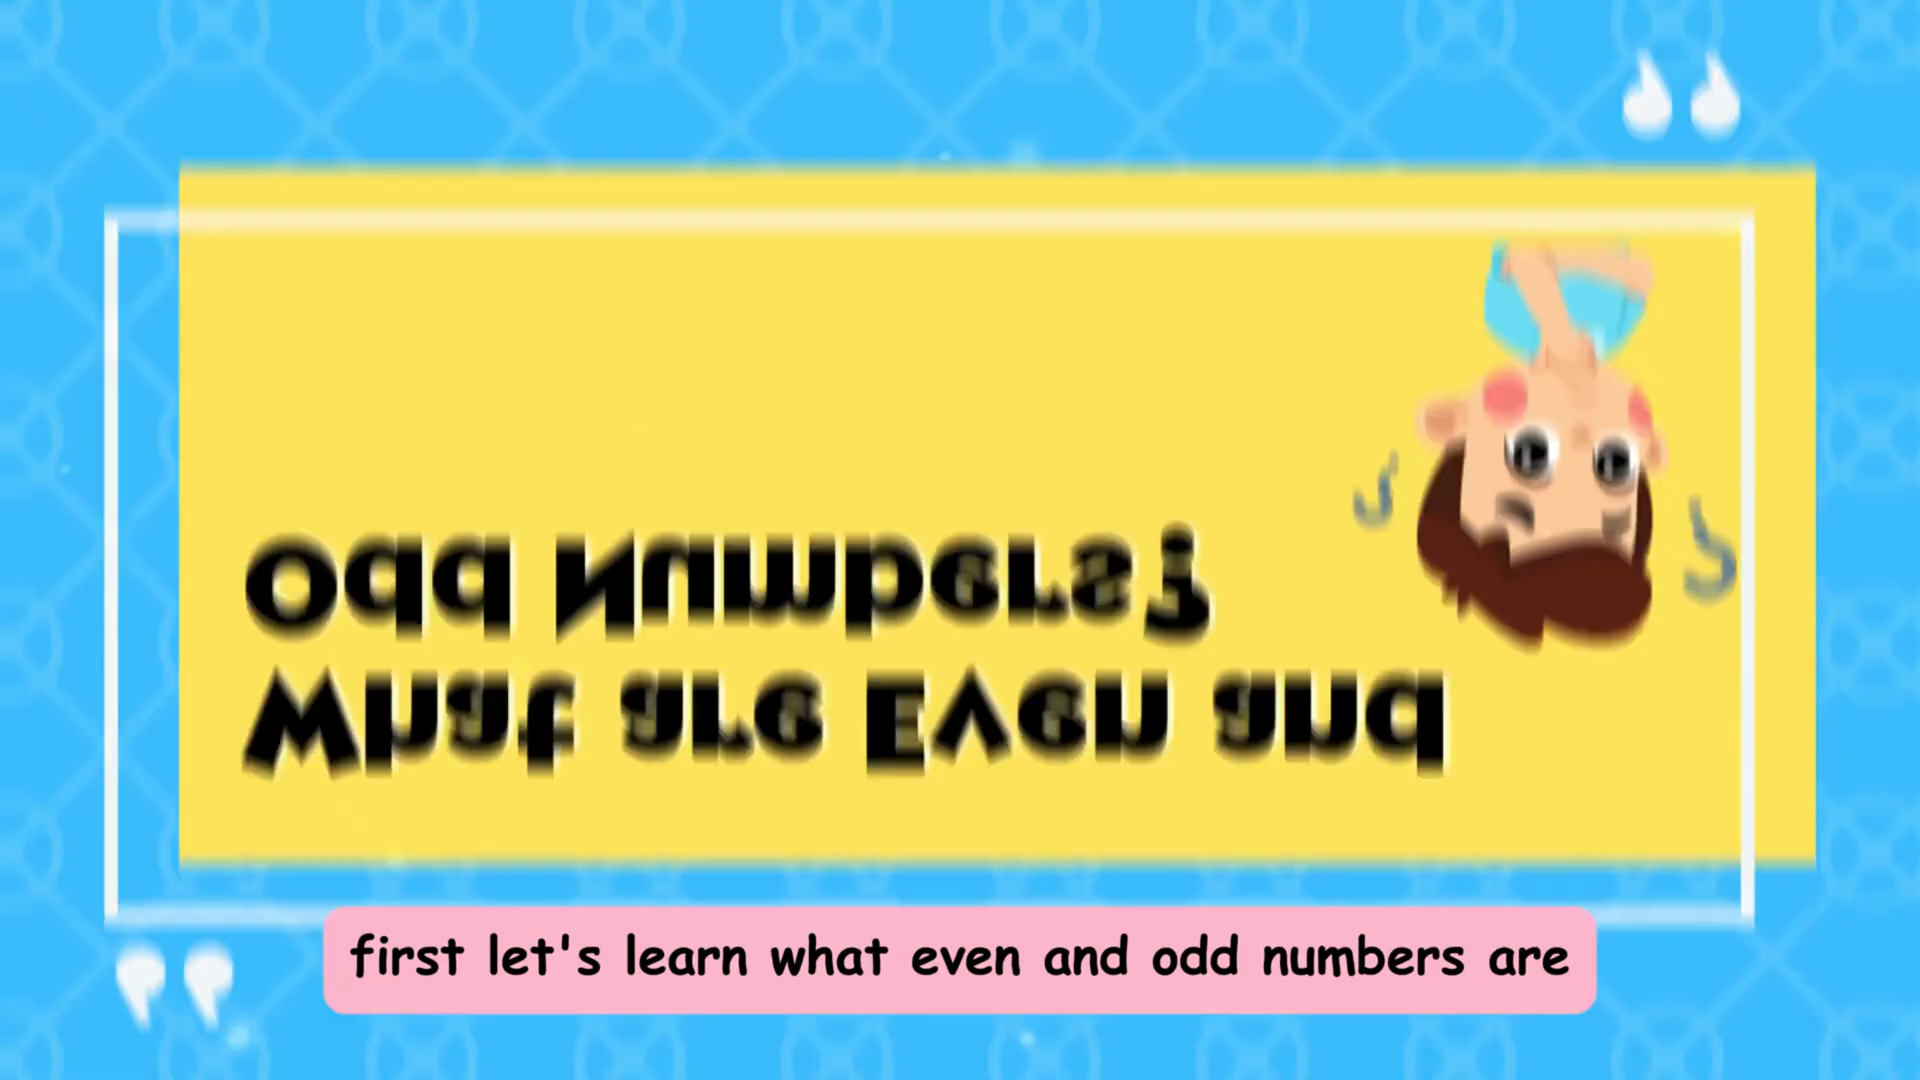 What are Even and
Odd Numbers?
first let's learn what even and odd numbers are